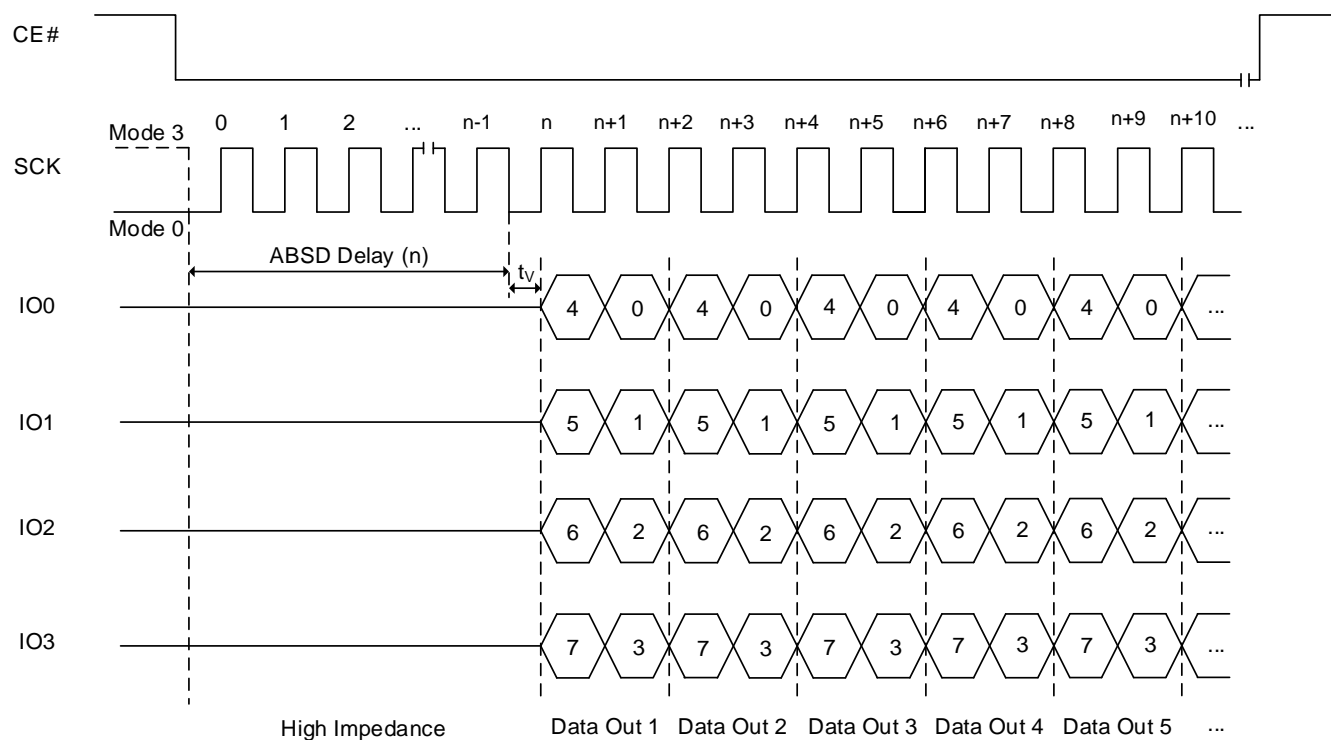 CE#
Mode 3 0 1 2 ... n-1 n n+1 n+2 n+3 n+4 n+5 n+6 n+7 n+8 n+9 n+10 ...
SCK
Mode 0
ABSD Delay (n)
tV
IO0 4 0 4 0 4 0 4 0 4 0 ...
IO1 5 1 5 1 5 1 5 1 5 1 ...
IO2 6 2 6 2 6 2 6 2 6 2 ...
IO3 7 3 7 3 7 3 7 3 7 3 ...
High Impedance Data Out 1 Data Out 2 Data Out 3 Data Out 4 Data Out 5 ...